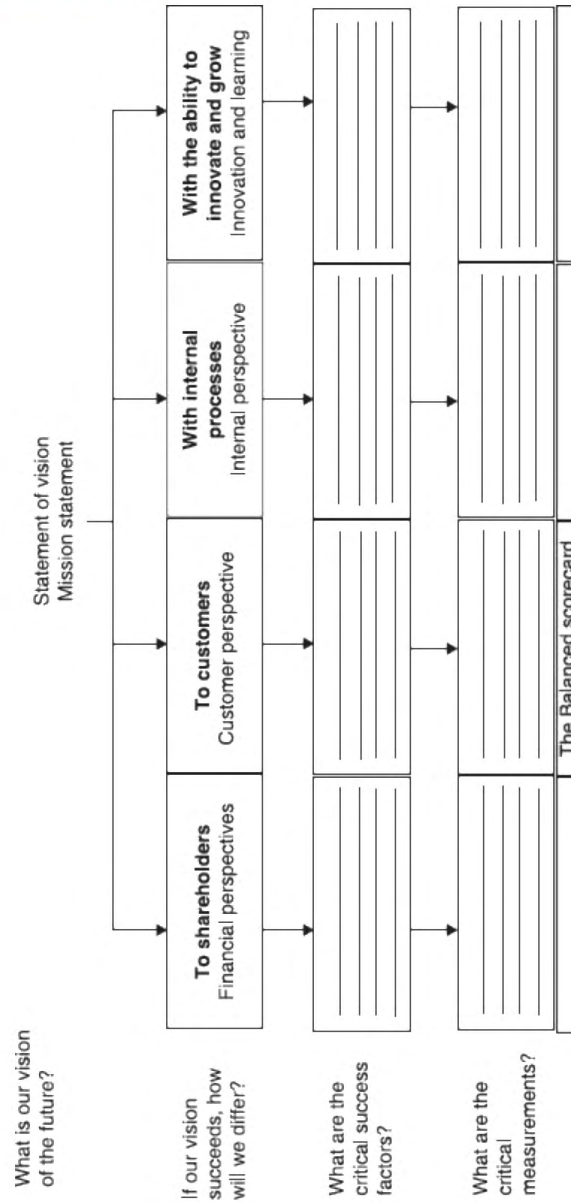 What is our vision
of the future?
Statement of vision
Mission statement
If our vision
succeeds, how
will we differ?
To shareholders
Financial perspectives
To customers
Customer perspective
With internal
processes
Internal perspective
With the ability to
innovate and grow
Innovation and learning
What are the
critical success
factors?
What are the
critical
measurements?
The Balanced scorecard